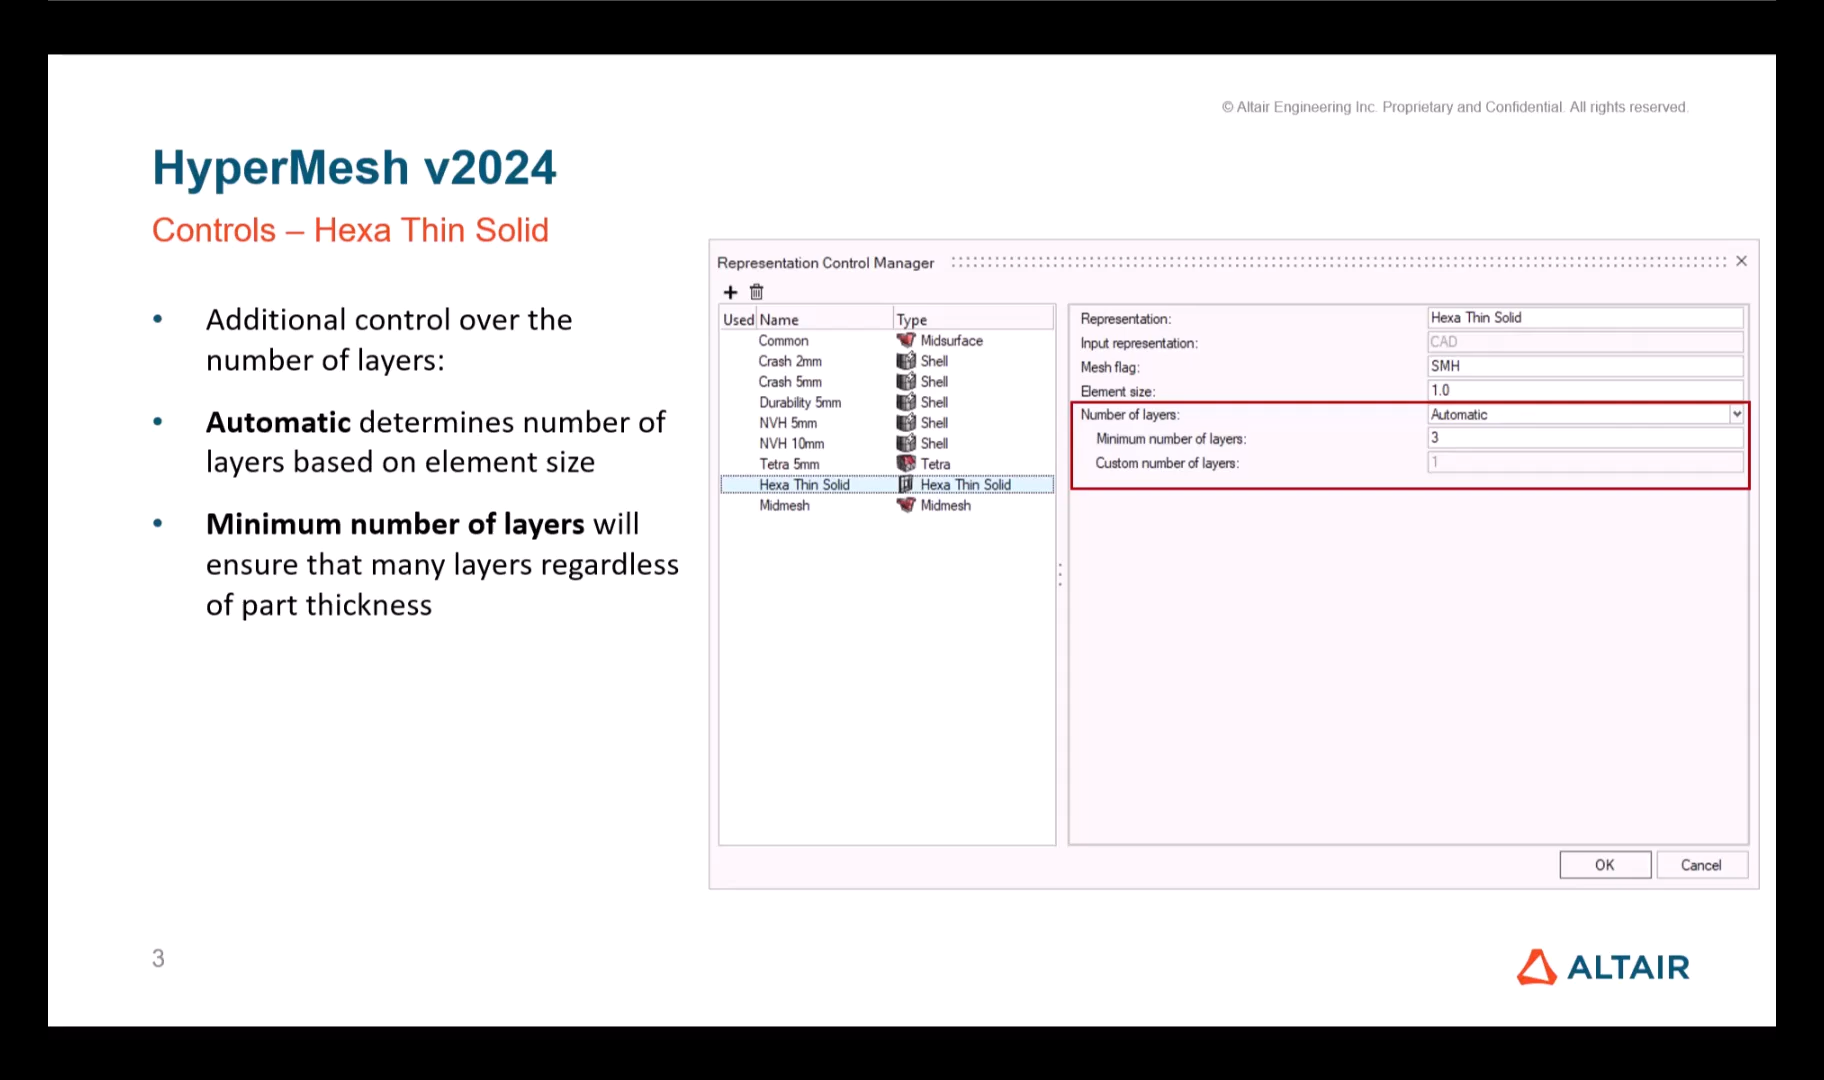 © Altair Engineering Inc. Proprietary and Confidential. All rights reserved.
HyperMesh v2024
Controls – Hexa Thin Solid
• Additional control over the
number of layers:
• Automatic determines number of
layers based on element size
• Minimum number of layers will
ensure that many layers regardless
of part thickness
Representation Control Manager
Used Name Type
Common Midsurface
Crash 2mm Shell
Crash 5mm Shell
Durability 5mm Shell
NVH 5mm Shell
NVH 10mm Shell
Tetra 5mm Tetra
Hexa Thin Solid Hexa Thin Solid
Midmesh Midmesh
Representation: Hexa Thin Solid
Input representation: CAD
Mesh flag: SMH
Element size: 1.0
Number of layers: Automatic
Minimum number of layers: 3
Custom number of layers: 1
OK Cancel
3
ALTAIR